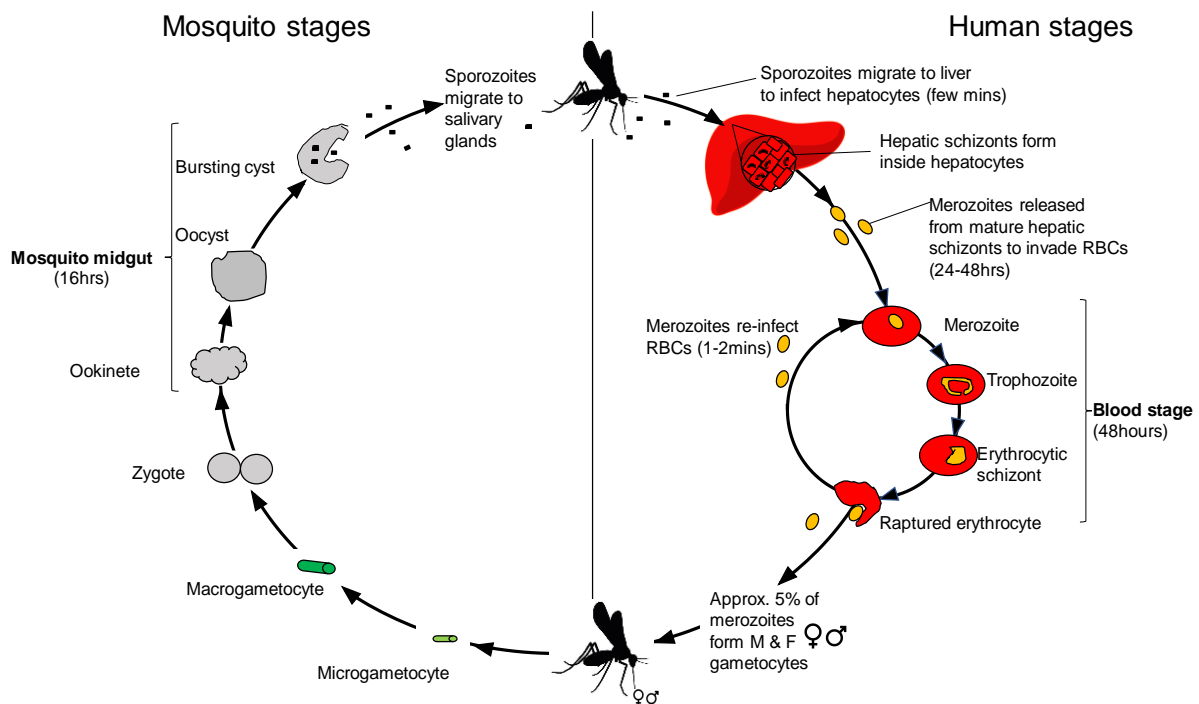 Mosquito stages
Human stages
Sporozoites
migrate to
salivary
glands
Sporozoites migrate to liver
to infect hepatocytes (few mins)
Hepatic schizonts form
inside hepatocytes
Merozoites released
from mature hepatic
schizonts to invade RBCs
(24-48hrs)
Bursting cyst
Oocyst
Mosquito midgut
(16hrs)
Ookinete
Zygote
Macrogametocyte
Microgametocyte
Merozoites re-infect
RBCs (1-2mins)
Merozoite
Trophozoite
Blood stage
(48hours)
Erythrocytic
schizont
Raptured erythrocyte
Approx. 5% of
merozoites
form M & F ♀♂
gametocytes
♀♂